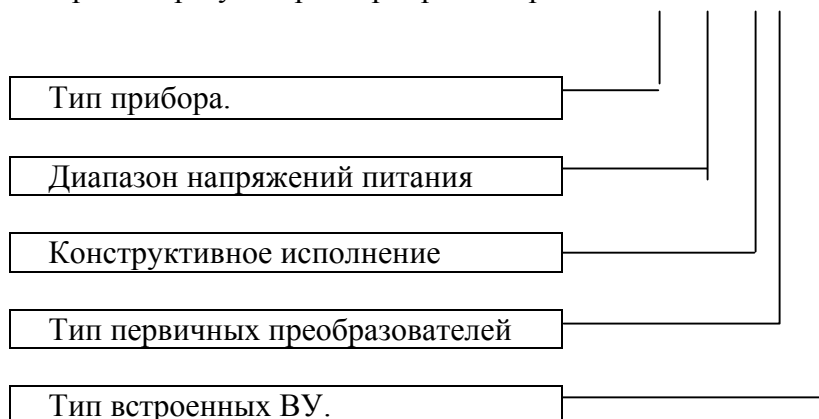 Тип прибора.
Диапазон напряжений питания
Конструктивное исполнение
Тип первичных преобразователей
Тип встроенных ВУ.